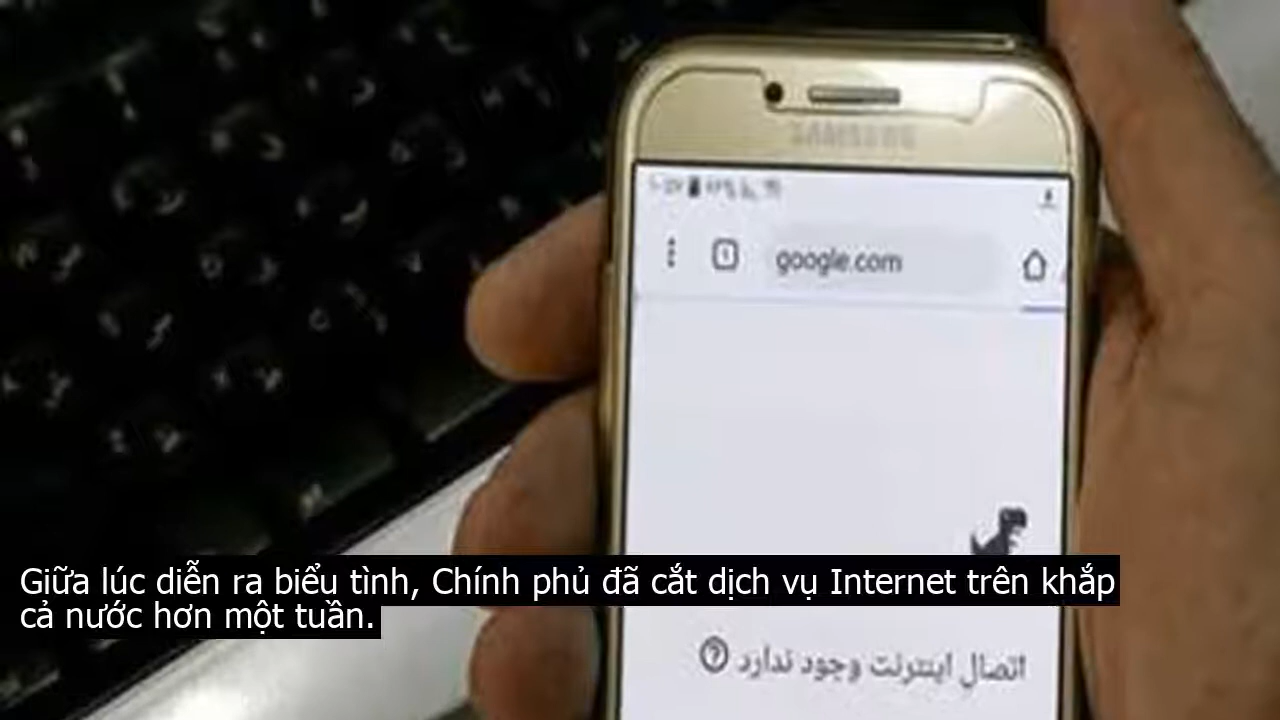 SAMSUNG
google.com
Giữa lúc diễn ra biểu tình, Chính phủ đã cắt dịch vụ Internet trên khắp
cả nước hơn một tuần.
اتصال اینترنت وجود ندارد